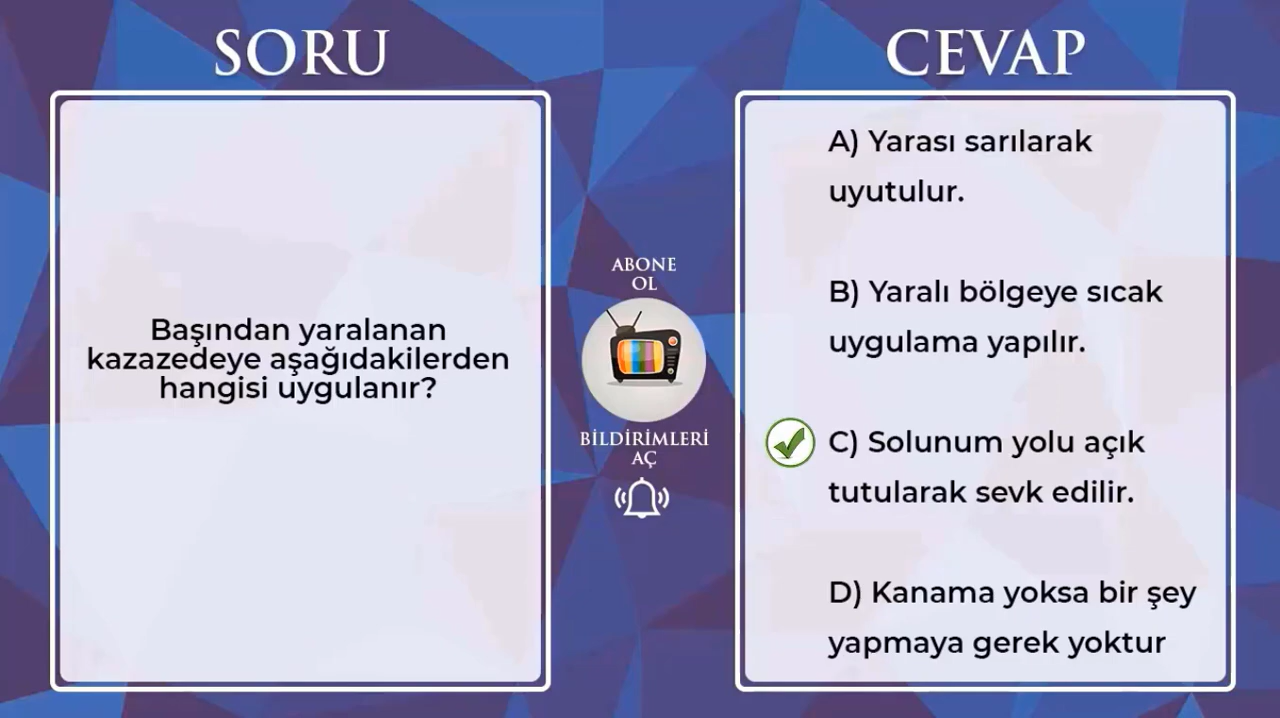 SORU
Başından yaralanan
kazazedeye aşağıdakilerden
hangisi uygulanır?
ABONE
OL
BİLDİRİMLERİ
AÇ
CEVAP
A) Yarası sarılarak
uyutulur.
B) Yaralı bölgeye sıcak
uygulama yapılır.
C) Solunum yolu açık
tutularak sevk edilir.
D) Kanama yoksa bir şey
yapmaya gerek yoktur